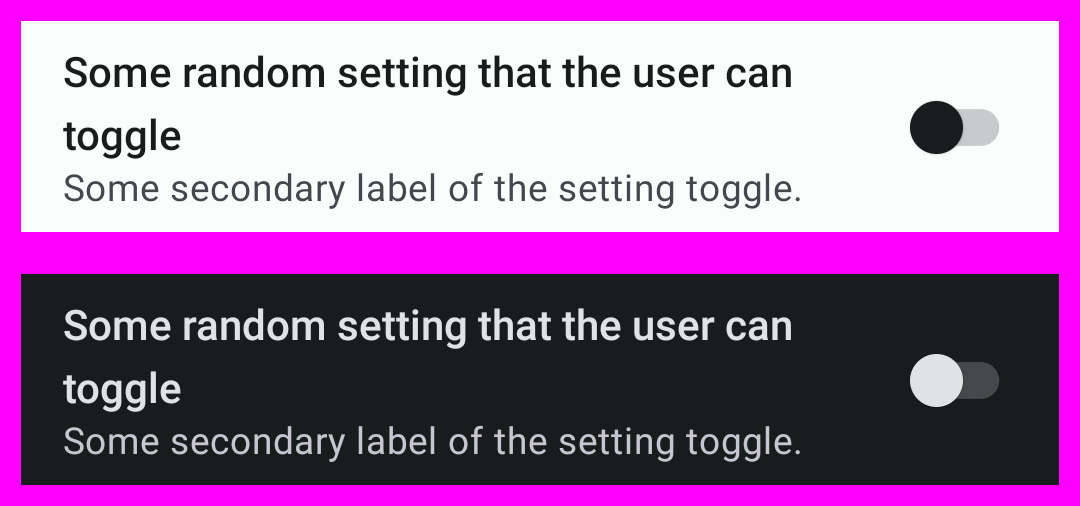 Some random setting that the user can
toggle
Some secondary label of the setting toggle.
Some random setting that the user can
toggle
Some secondary label of the setting toggle.